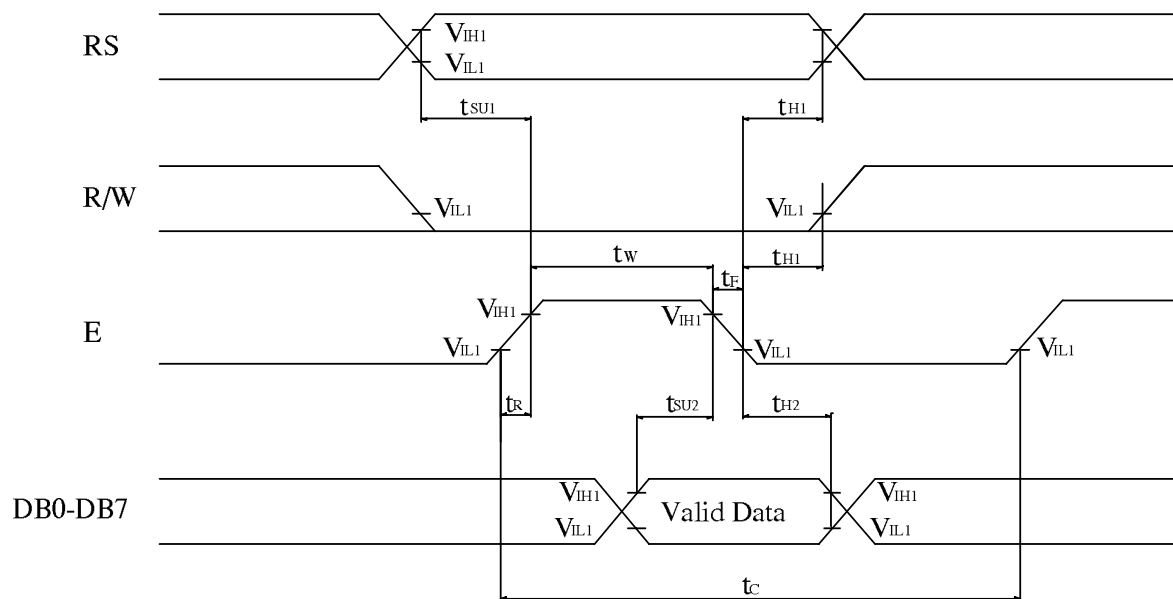 RS
VIH1
VIL1
tSU1
tH1
R/W
VIL1
VIL1
tW
tH1
tF
E
VIH1
VIH1
VIL1
VIL1
VIL1
tR
tSU2
tH2
DB0-DB7
VIH1
VIH1
Valid Data
VIL1
VIL1
tC